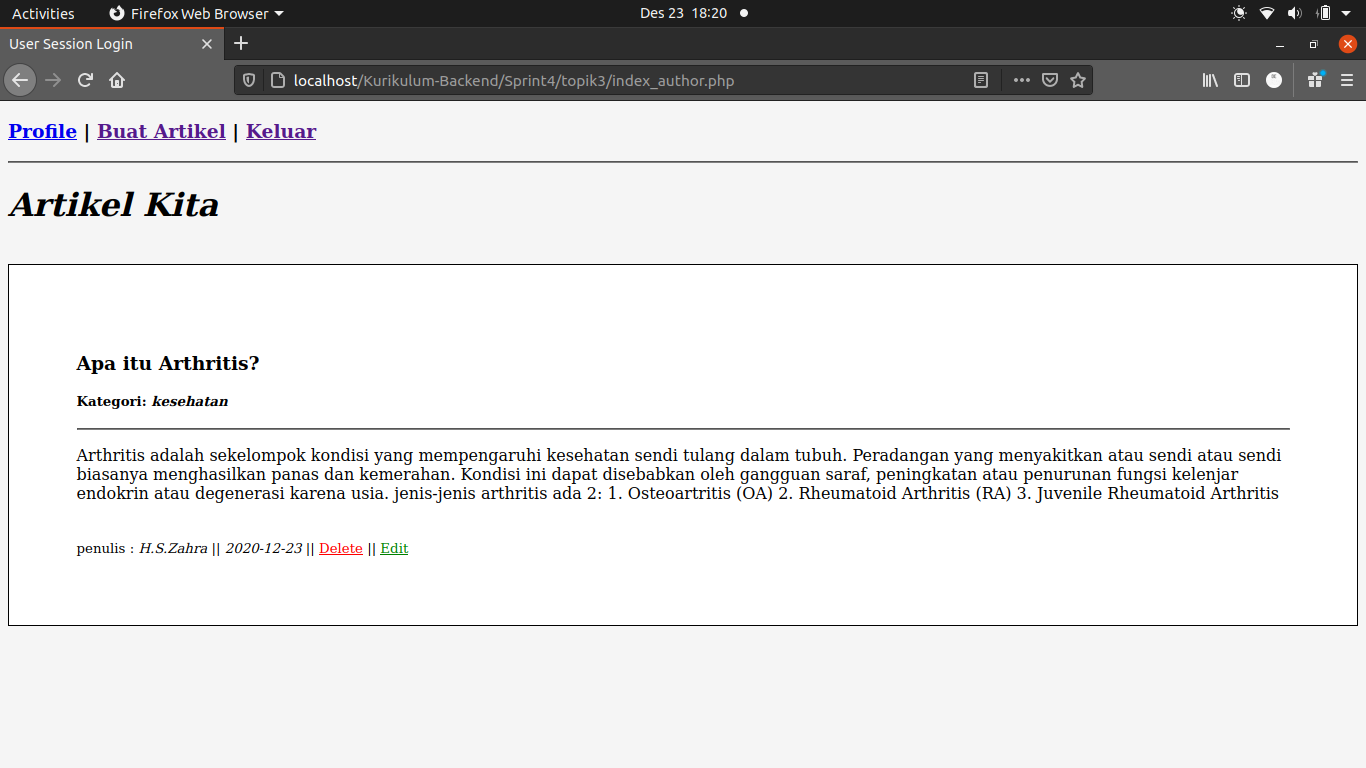 Activities Firefox Web Browser Des 23 18:20
User Session Login
localhost/Kurikulum-Backend/Sprint4/topik3/index_author.php
Profile | Buat Artikel | Keluar
Artikel Kita
Apa itu Arthritis?
Kategori: kesehatan
Arthritis adalah sekelompok kondisi yang mempengaruhi kesehatan sendi tulang dalam tubuh. Peradangan yang menyakitkan atau sendi atau sendi
biasanya menghasilkan panas dan kemerahan. Kondisi ini dapat disebabkan oleh gangguan saraf, peningkatan atau penurunan fungsi kelenjar
endokrin atau degenerasi karena usia. jenis-jenis arthritis ada 2: 1. Osteoartritis (OA) 2. Rheumatoid Arthritis (RA) 3. Juvenile Rheumatoid Arthritis
penulis : H.S.Zahra || 2020-12-23 || Delete || Edit